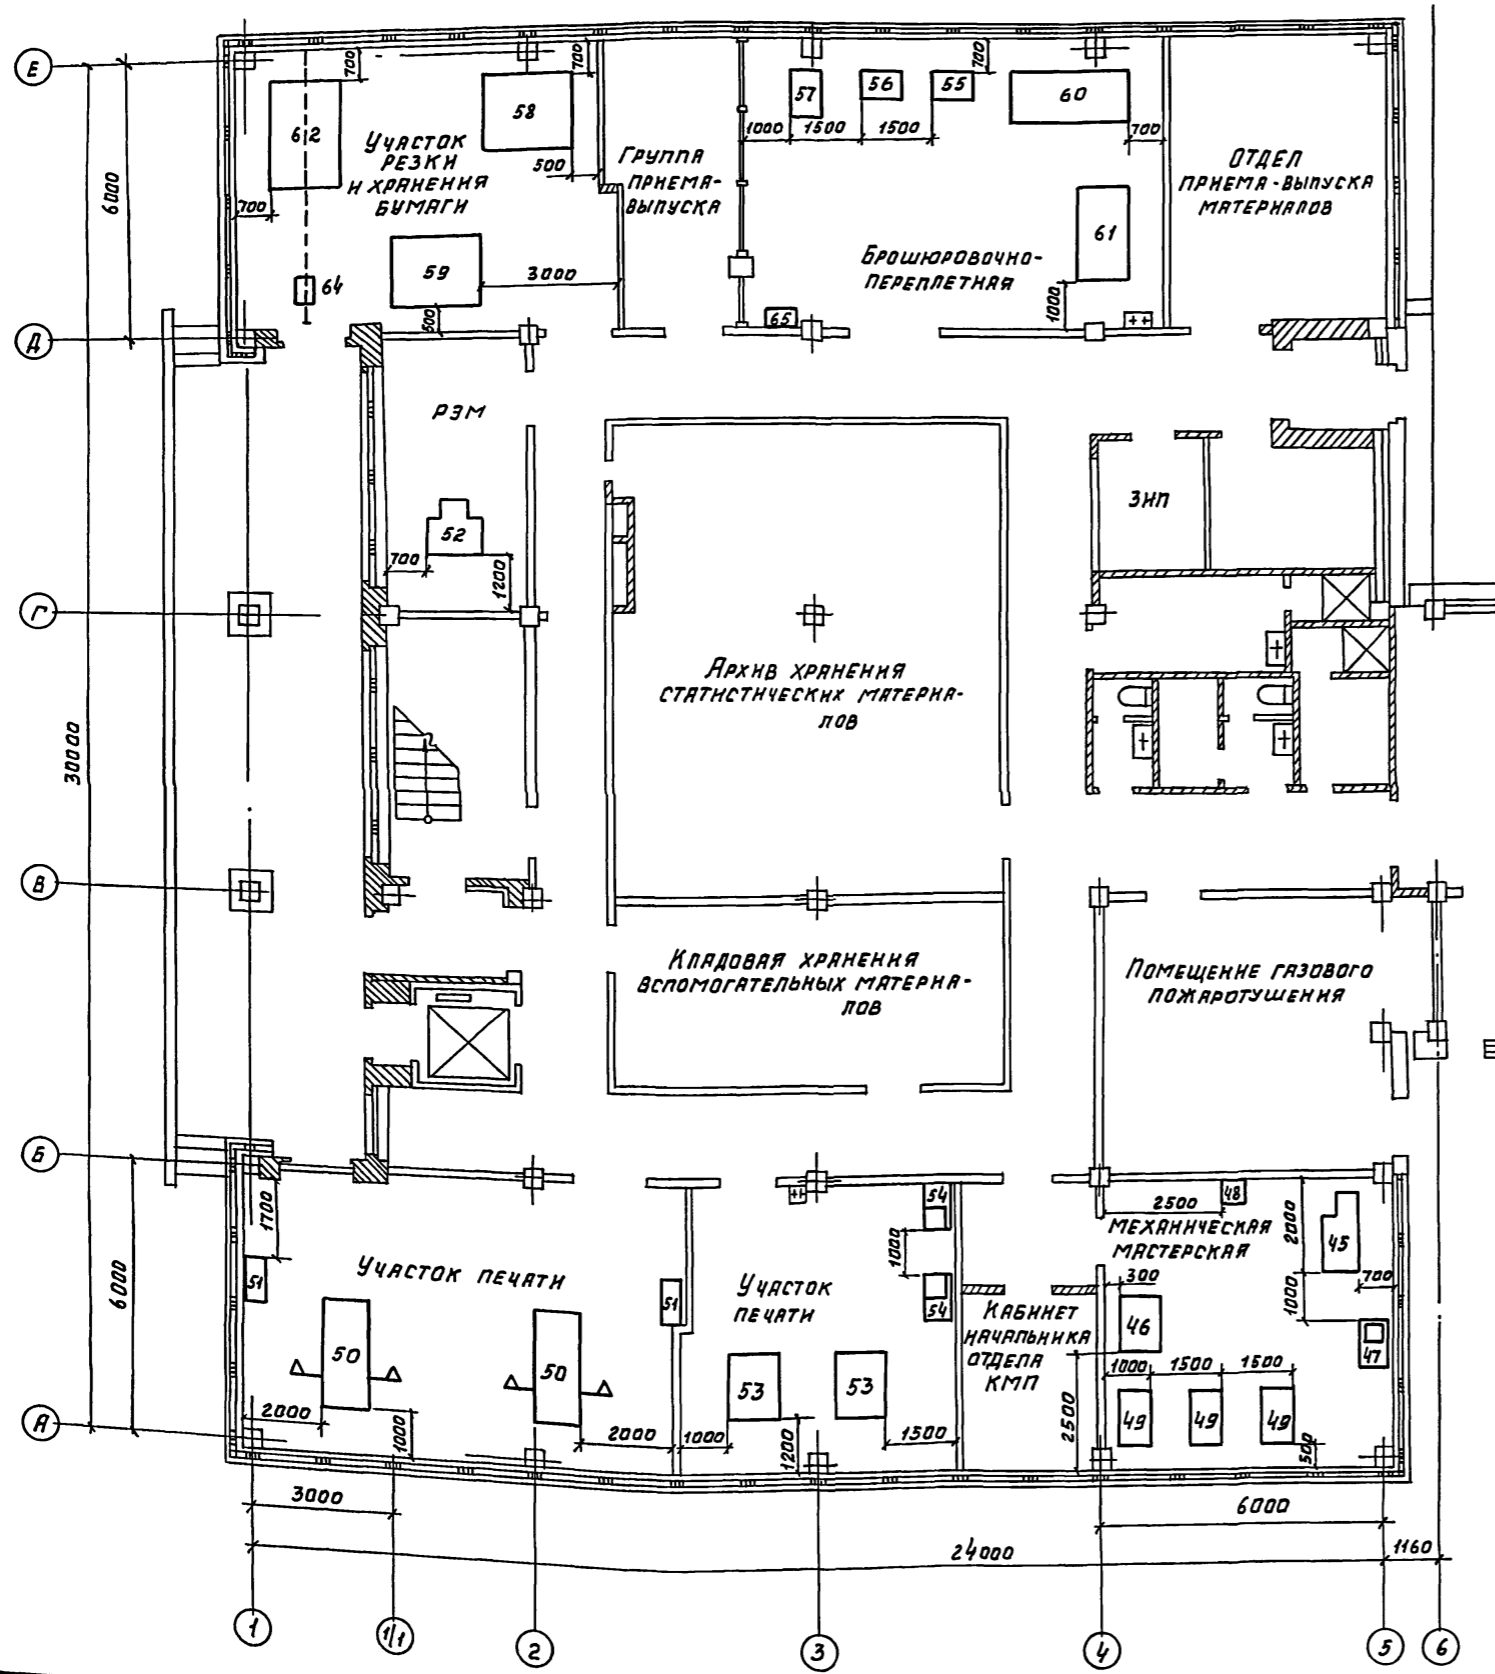 Е
700
700
700
62
58
57
56
55
60
1000
1500
1500
700
Участок
резки
и хранения
бумаги
500
Группа
приема-
выпуска
Отдел
приема-выпуска
материалов
6000
700
61
64
59
3000
600
Брошюровочно-
переплетная
1000
65
Д
РЭМ
ЗИП
52
700
1200
Г
Архив хранения
статистических материа-
лов
30000
В
Кладовая хранения
вспомогательных материа-
лов
Помещение газового
пожаротушения
Б
1700
54
2500
48
2000
45
Механическая
мастерская
1000
6000
51
Участок печати
51
Участок
печати
54
300
1000
700
Кабинет
начальника
отдела
КМП
46
47
50
50
53
53
1000
1500
1500
49
49
49
А
2000
1000
2000
1000
1200
1500
2500
500
3000
6000
24000
1160
1
1/1
2
3
4
5
6